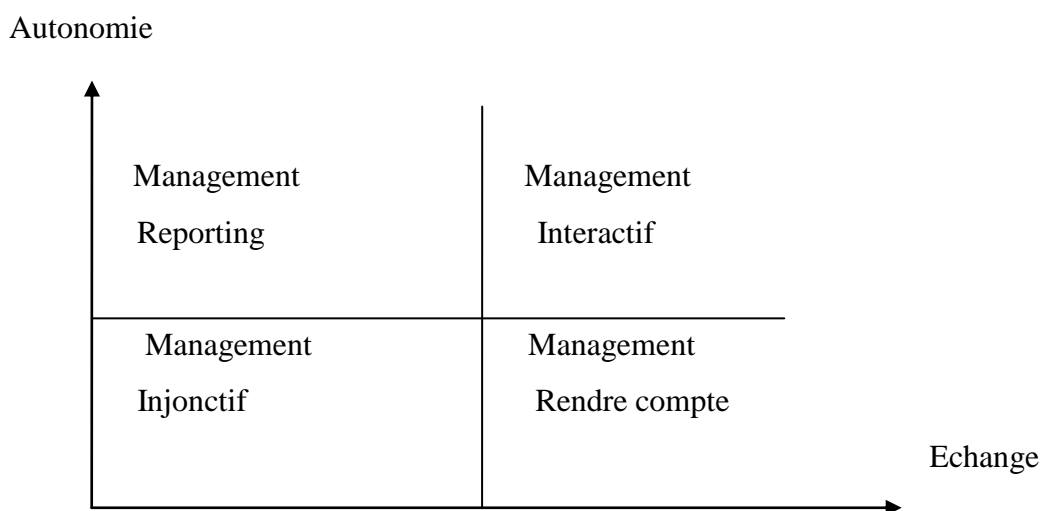 Autonomie
Management
Reporting
Management
Interactif
Management
Injonctif
Management
Rendre compte
Echange